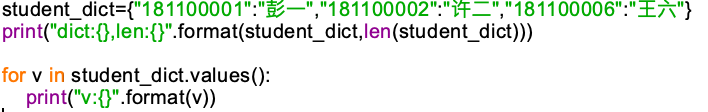 student_dict={"181100001":"彭一","181100002":"许二","181100006":"王六"}
print("dict:{},len:{}".format(student_dict,len(student_dict)))
for v in student_dict.values():
    print("v:{}".format(v))